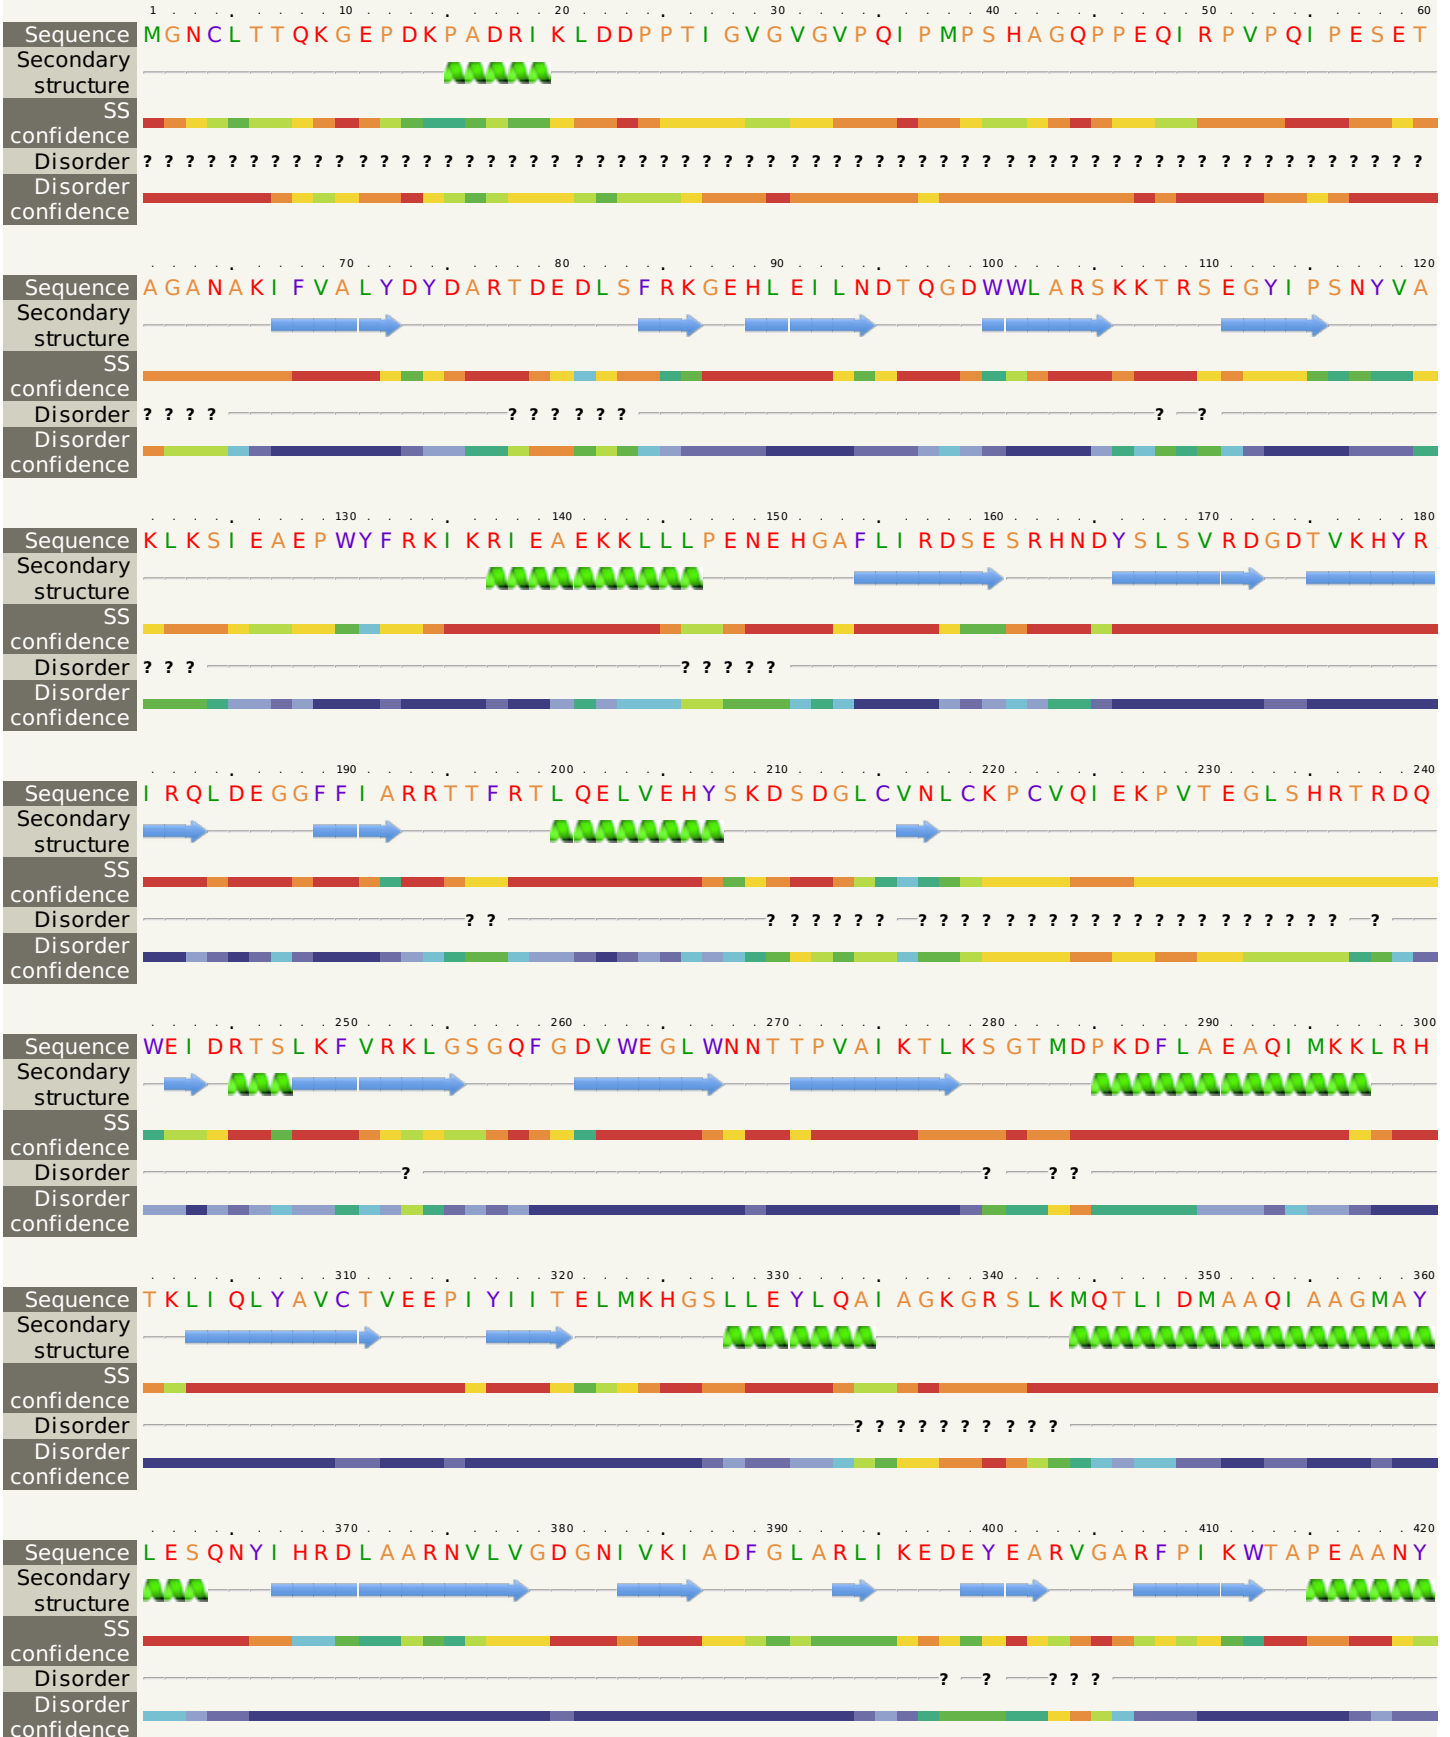 1 . 10 . 20 . 30 . 40 . 50 . 60
Sequence MGNCLTTQKGEPDKPADRIKLDDPPTIGVGVGVPQIPMPSHAGQPPEQIRPVPQIPESET
Secondary
structure
SS
confidence
Disorder ? ? ? ? ? ? ? ? ? ? ? ? ? ? ? ? ? ? ? ? ? ? ? ? ? ? ? ? ? ? ? ? ? ? ? ? ? ? ? ? ? ? ? ? ? ? ? ? ? ? ? ? ? ? ? ? ? ? ? ?
Disorder
confidence
70 80 90 100 110 120
Sequence AGANAKIFVALYDYDARTDEDLSFRKGEHLEILNDTQGDWWLARSKKTRSEGYIPSNYVA
Secondary
structure
SS
confidence
Disorder ? ? ? ? ? ? ? ? ? ? ? ?
Disorder
confidence
130 140 150 160 170 180
Sequence KLKSIEAEPWYFRKIKRIEAEKKLLLPENEHGAFLIRDSESRHNDYSLSVRDGDTVKHYR
Secondary
structure
SS
confidence
Disorder ? ? ? ? ? ? ? ?
Disorder
confidence
190 200 210 220 230 240
Sequence IRQLDEGGFFIARRTTFRTLQELVEHYSKDSDGLCVNLCKPCVQIEKPVTEGLSHRTRDQ
Secondary
structure
SS
confidence
Disorder ? ? ? ? ? ? ? ? ? ? ? ? ? ? ? ? ? ? ? ? ? ? ? ? ? ? ? ? ?
Disorder
confidence
250 260 270 280 290 300
Sequence WEIDRTSLKFVRKLGSGQFGDVWEGLWNNTTPVAIKTLKSGTMDPKDFLAEAQIMKKLRH
Secondary
structure
SS
confidence
Disorder ? ? ? ?
Disorder
confidence
310 320 330 340 350 360
Sequence TKLIQLYAVCTVEEPIYIITELMKHGSLLEYLQAIAGKGRSLKMQTLIDMAAQIAAGMAY
Secondary
structure
SS
confidence
Disorder ? ? ? ? ? ? ? ? ? ?
Disorder
confidence
370 380 390 400 410 420
Sequence LESQNYIHRDLAARNVLVGDGNIVKIADFGLARLIKEDEYEARVGARFPIKWTAPEAANY
Secondary
structure
SS
confidence
Disorder ? ? ? ? ?
Disorder
confidence